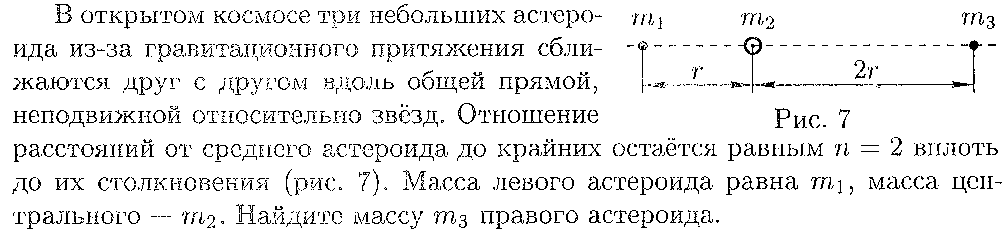 В открытом космосе три небольших астеро-
ида из-за гравитационного притяжения сбли-
жаются друг с другом вдоль общей прямой,
неподвижной относительно звёзд. Отношение
расстояний от среднего астероида до крайних остаётся равным n = 2 вплоть
до их столкновения (рис. 7). Масса левого астероида равна m₁, масса цен-
трального — m₂. Найдите массу m₃ правого астероида.
m₁ m₂ m₃
r 2r
Рис. 7